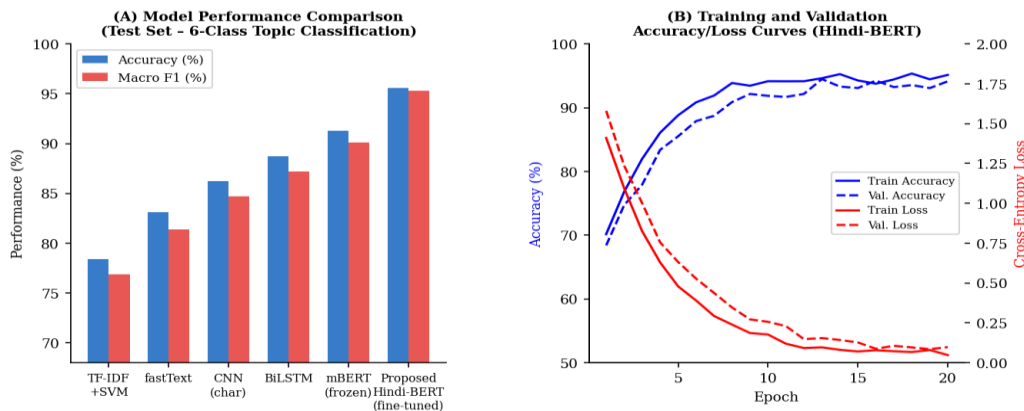 (A) Model Performance Comparison
(Test Set – 6-Class Topic Classification)
100
95
90
85
80
75
70
Performance (%)
Accuracy (%)
Macro F1 (%)
TF-IDF
+SVM
fastText
CNN
(char)
BiLSTM
mBERT
(frozen)
Proposed
Hindi-BERT
(fine-tuned)
(B) Training and Validation
Accuracy/Loss Curves (Hindi-BERT)
100
90
80
70
60
50
Accuracy (%)
Train Accuracy
Val. Accuracy
Train Loss
Val. Loss
2.00
1.75
1.50
1.25
1.00
0.75
0.50
0.25
0.00
Cross-Entropy Loss
5
10
15
20
Epoch